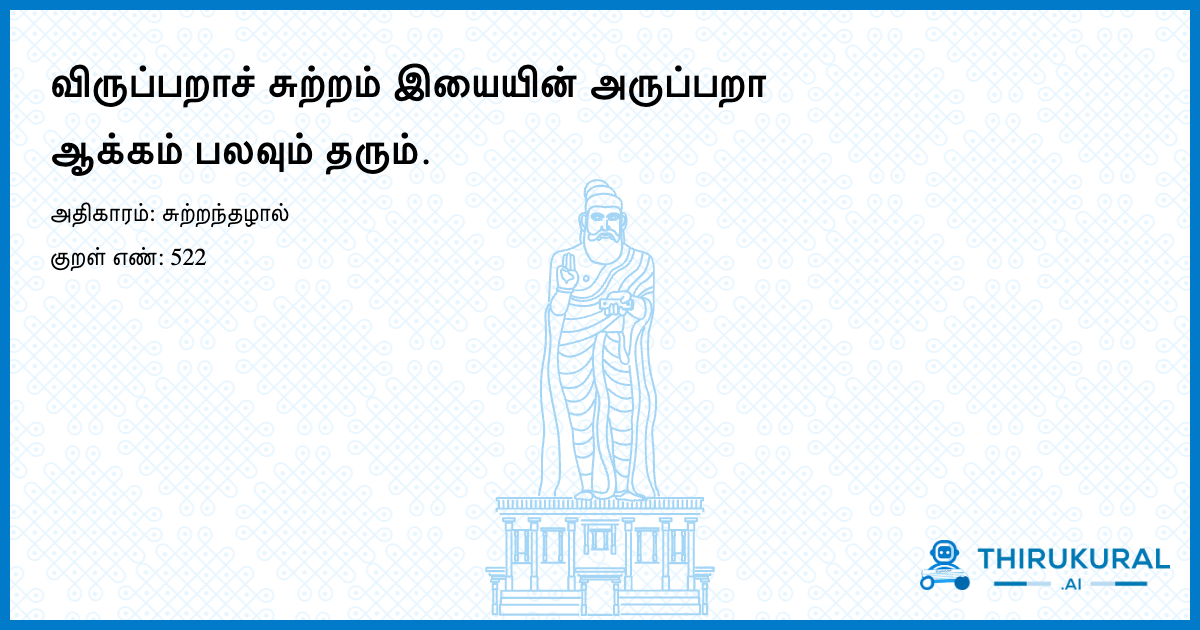 விருப்பறாச் சுற்றம் இயையின் அருப்பறா
ஆக்கம் பலவும் தரும்.
அதிகாரம்: சுற்றந்தழால்
குறள் எண்: 522
THIRUKURAL
.AI